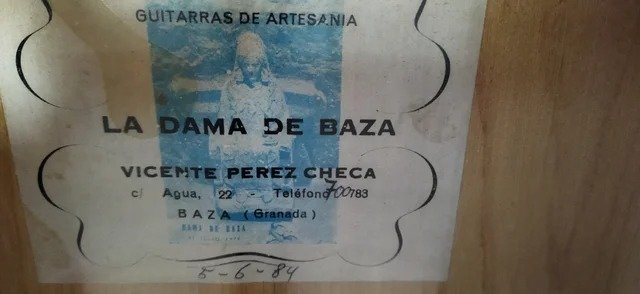 GUITARRAS DE ARTESANIA
LA DAMA DE BAZA
VICENTE PEREZ CHECA
c/ Agua, 22 - Teléfono 700783
BAZA (Granada)
DAMA DE BAZA
5-6-84